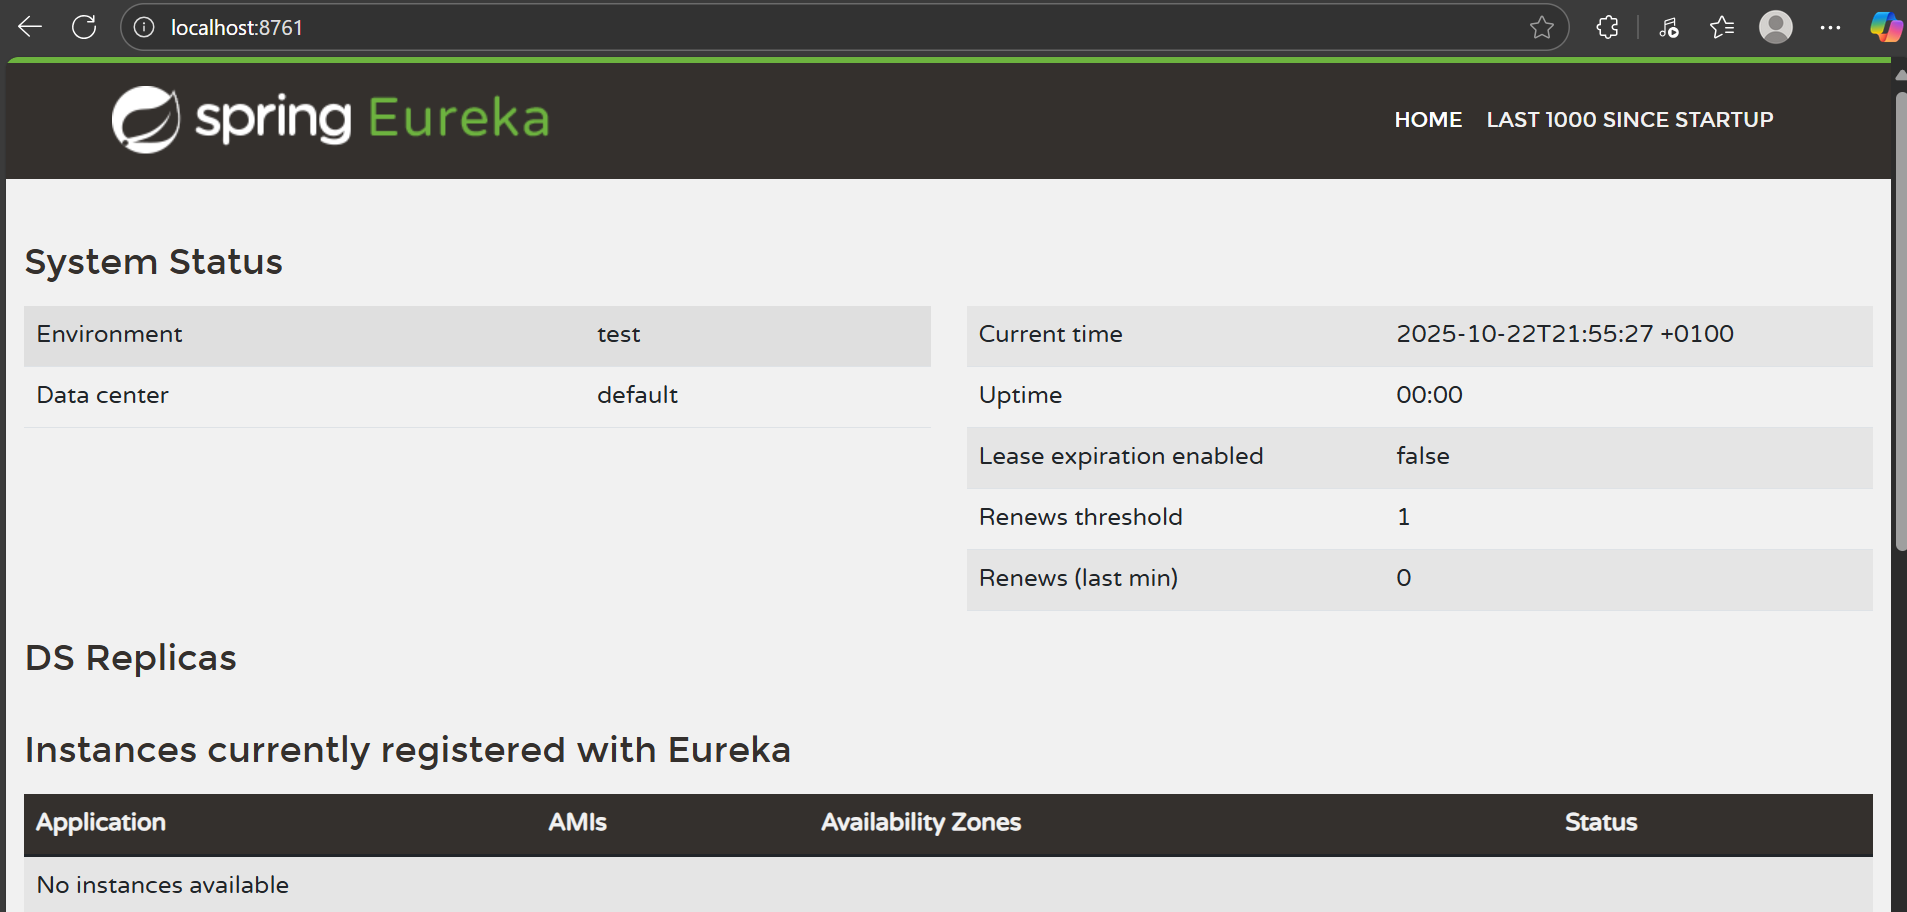 localhost:8761
spring Eureka
HOME LAST 1000 SINCE STARTUP
System Status
Environment test
Data center default
Current time 2025-10-22T21:55:27 +0100
Uptime 00:00
Lease expiration enabled false
Renews threshold 1
Renews (last min) 0
DS Replicas
Instances currently registered with Eureka
Application AMIs Availability Zones Status
No instances available